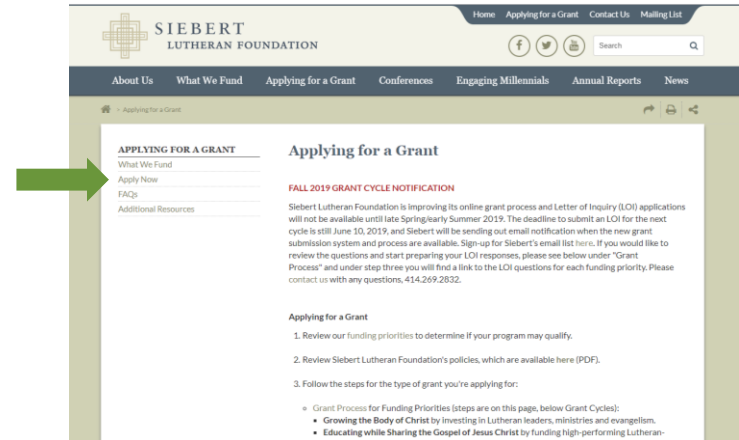 Home Applying for a Grant Contact Us Mailing List
SIEBERT
LUTHERAN FOUNDATION
Search
About Us What We Fund Applying for a Grant Conferences Engaging Millennials Annual Reports News
» Applying for a Grant
APPLYING FOR A GRANT
What We Fund
Apply Now
FAQs
Additional Resources
Applying for a Grant
FALL 2019 GRANT CYCLE NOTIFICATION
Siebert Lutheran Foundation is improving its online grant process and Letter of Inquiry (LOI) applications
will not be available until late Spring/early Summer 2019. The deadline to submit an LOI for the next
cycle is still June 10, 2019, and Siebert will be sending out email notification when the new grant
submission system and process are available. Sign-up for Siebert's email list here. If you would like to
review the questions and start preparing your LOI responses, please see below under "Grant
Process" and under step three you will find a link to the LOI questions for each funding priority. Please
contact us with any questions, 414.269.2832.
Applying for a Grant
1. Review our funding priorities to determine if your program may qualify.
2. Review Siebert Lutheran Foundation's policies, which are available here (PDF).
3. Follow the steps for the type of grant you're applying for:
Grant Process for Funding Priorities (steps are on this page, below Grant Cycles):
• Growing the Body of Christ by investing in Lutheran leaders, ministries and evangelism.
• Educating while Sharing the Gospel of Jesus Christ by funding high-performing Lutheran-